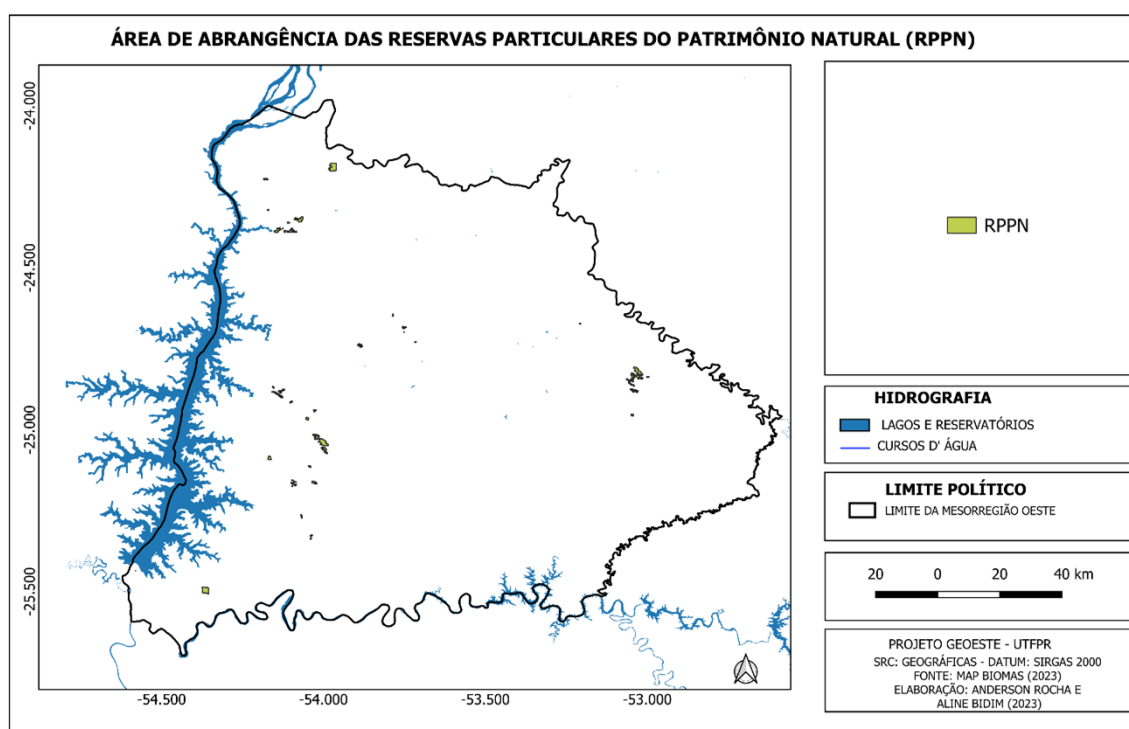 ÁREA DE ABRANGÊNCIA DAS RESERVAS PARTICULARES DO PATRIMÔNIO NATURAL (RPPN)
-24.000
-24.500
-25.000
-25.500
-54.500
-54.000
-53.500
-53.000
RPPN
HIDROGRAFIA
LAGOS E RESERVATÓRIOS
CURSOS D' ÁGUA
LIMITE POLÍTICO
LIMITE DA MESORREGIÃO OESTE
20 0 20 40 km
PROJETO GEOESTE - UTFPR
SRC: GEOGRÁFICAS - DATUM: SIRGAS 2000
FONTE: MAP BIOMAS (2023)
ELABORAÇÃO: ANDERSON ROCHA E
ALINE BIDIM (2023)